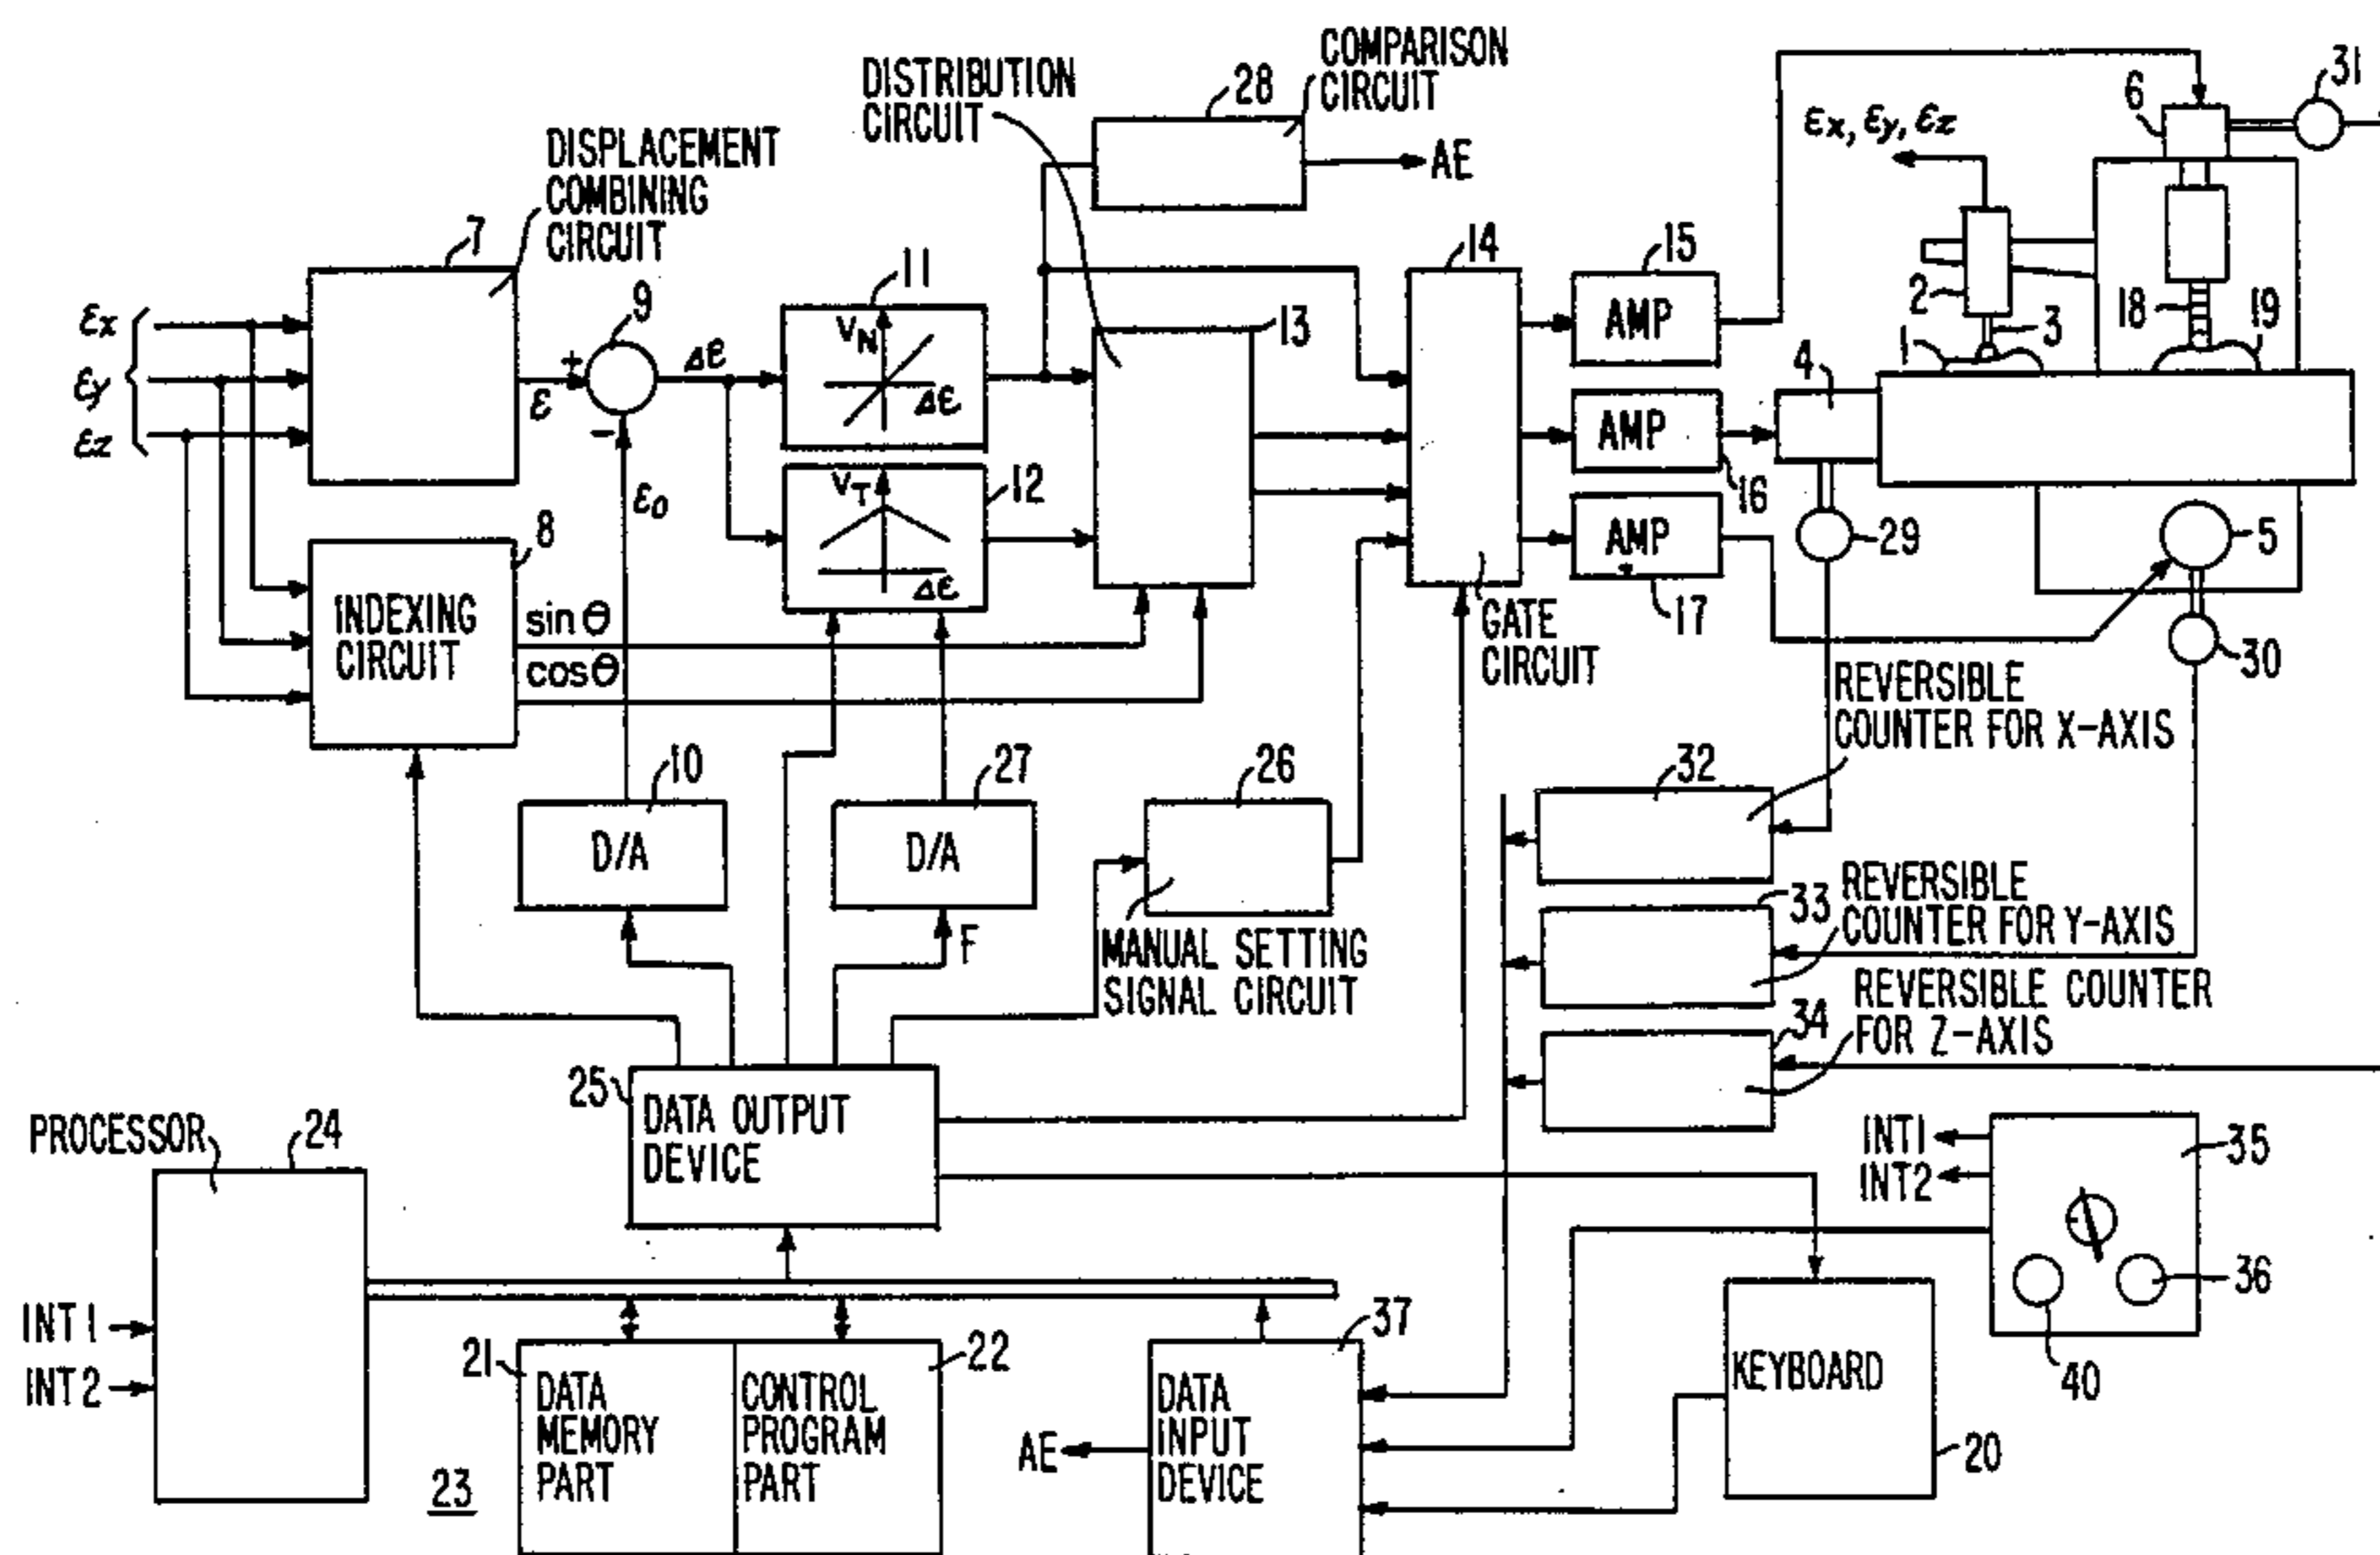 COMPARISON
CIRCUIT
28
DISTRIBUTION
CIRCUIT
AE
DISPLACEMENT
COMBINING
CIRCUIT
7
εx
εy
εz
ε
+
-
9
Δe
ε0
11
VN
Δε
12
VT
Δε
13
14
GATE
CIRCUIT
15
AMP
AMP
16
AMP
17
εx, εy, εz
6
31
2
3
1
18
19
4
29
5
30
8
INDEXING
CIRCUIT
sin θ
cos θ
10
D/A
27
D/A
F
26
MANUAL SETTING
SIGNAL CIRCUIT
REVERSIBLE
COUNTER FOR X-AXIS
32
33
REVERSIBLE
COUNTER FOR Y-AXIS
34
REVERSIBLE COUNTER
FOR Z-AXIS
25
DATA OUTPUT
DEVICE
PROCESSOR
24
INT1
INT2
INT1
INT2
35
36
40
21
DATA
MEMORY
PART
22
CONTROL
PROGRAM
PART
23
37
DATA
INPUT
DEVICE
AE
KEYBOARD
20